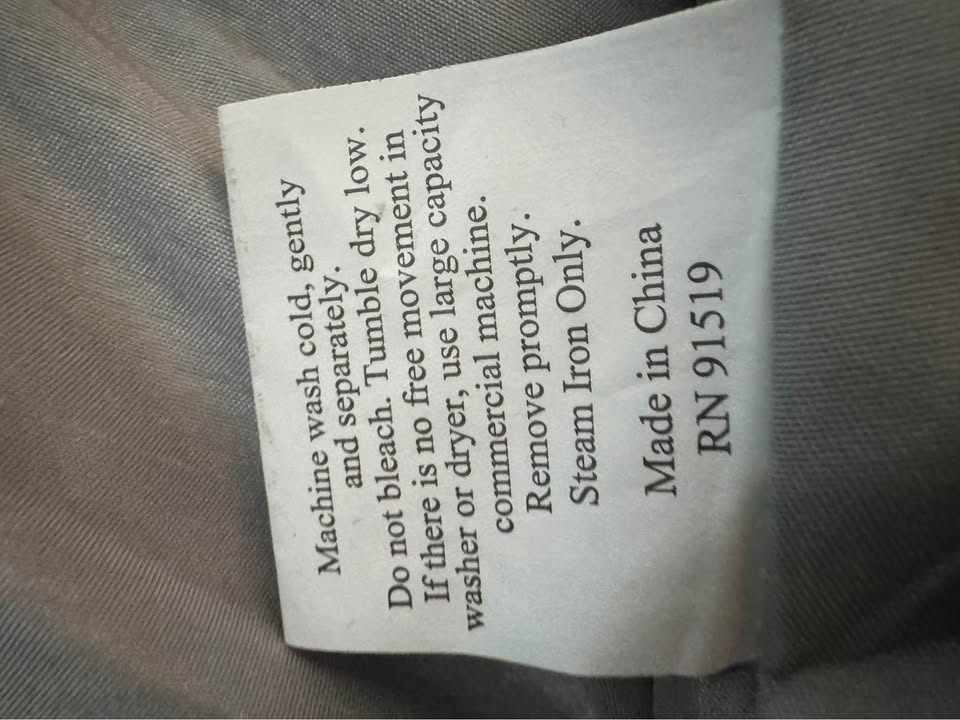 Machine wash cold, gently
and separately.
Do not bleach. Tumble dry low.
If there is no free movement in
washer or dryer, use large capacity
commercial machine.
Remove promptly.
Steam Iron Only.
Made in China
RN 91519